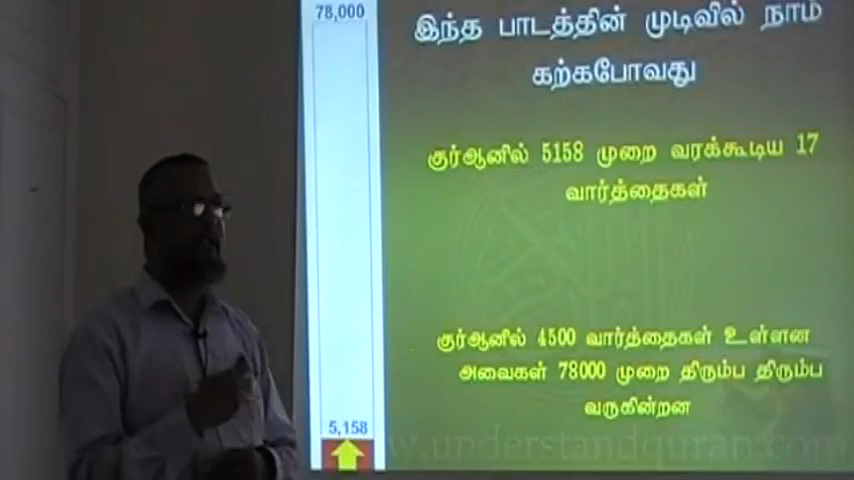 78,000
இந்த பாடத்தின் முடிவில் நாம்
கற்கபோவது
குர்ஆனில் 5158 முறை வரக்கூடிய 17
வார்த்தைகள்
குர்ஆனில் 4500 வார்த்தைகள் உள்ளன
அவைகள் 78000 முறை திரும்ப திரும்ப
வருகின்றன
5,158
www.understandquran.com